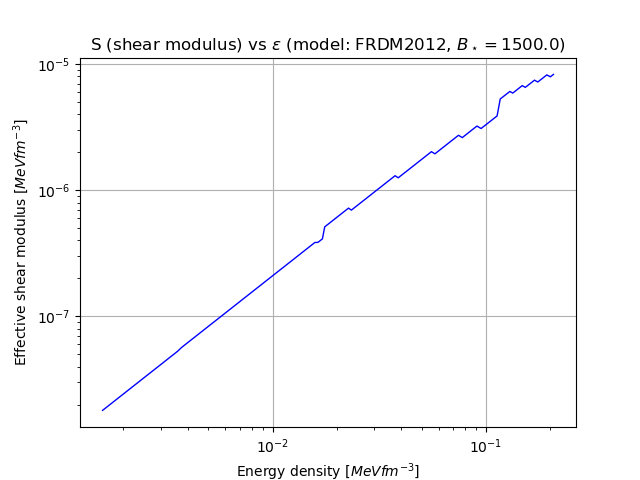 S (shear modulus) vs ε (model: FRDM2012, B⋆ = 1500.0)
10⁻⁵
10⁻⁶
10⁻⁷
Effective shear modulus [MeVfm⁻³]
10⁻²
10⁻¹
Energy density [MeVfm⁻³]